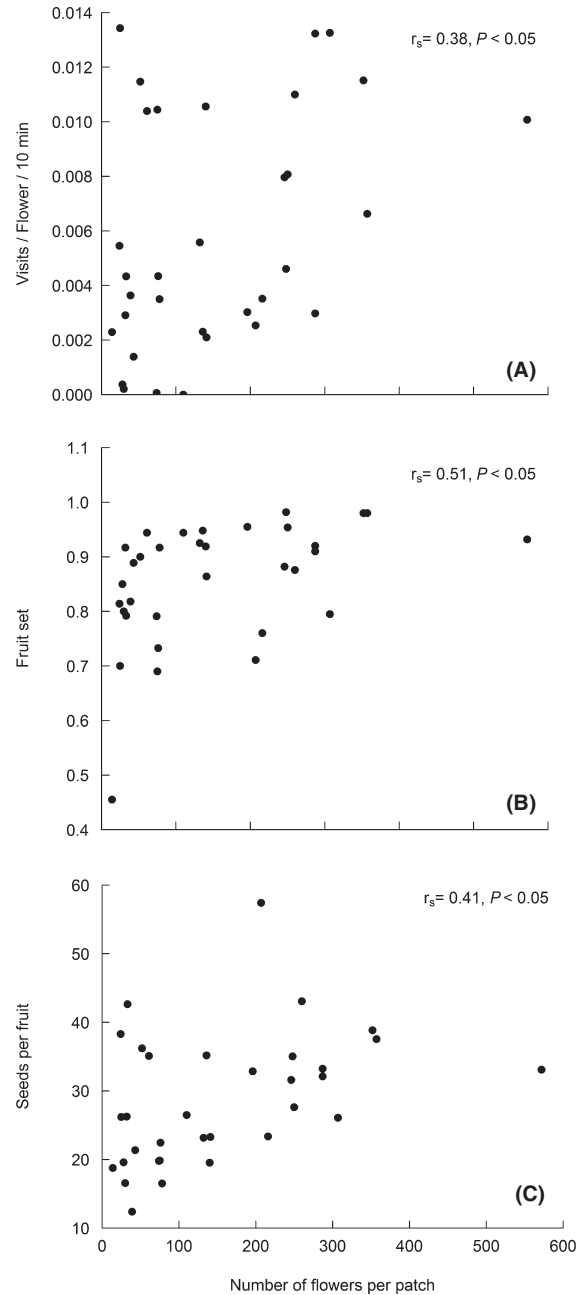 0.014
0.012
0.010
0.008
0.006
0.004
0.002
0.000
Visits / Flower / 10 min
rs= 0.38, P < 0.05
(A)
1.1
1.0
0.9
0.8
0.7
0.6
0.5
0.4
Fruit set
rs= 0.51, P < 0.05
(B)
60
50
40
30
20
10
Seeds per fruit
rs= 0.41, P < 0.05
(C)
0 100 200 300 400 500 600
Number of flowers per patch